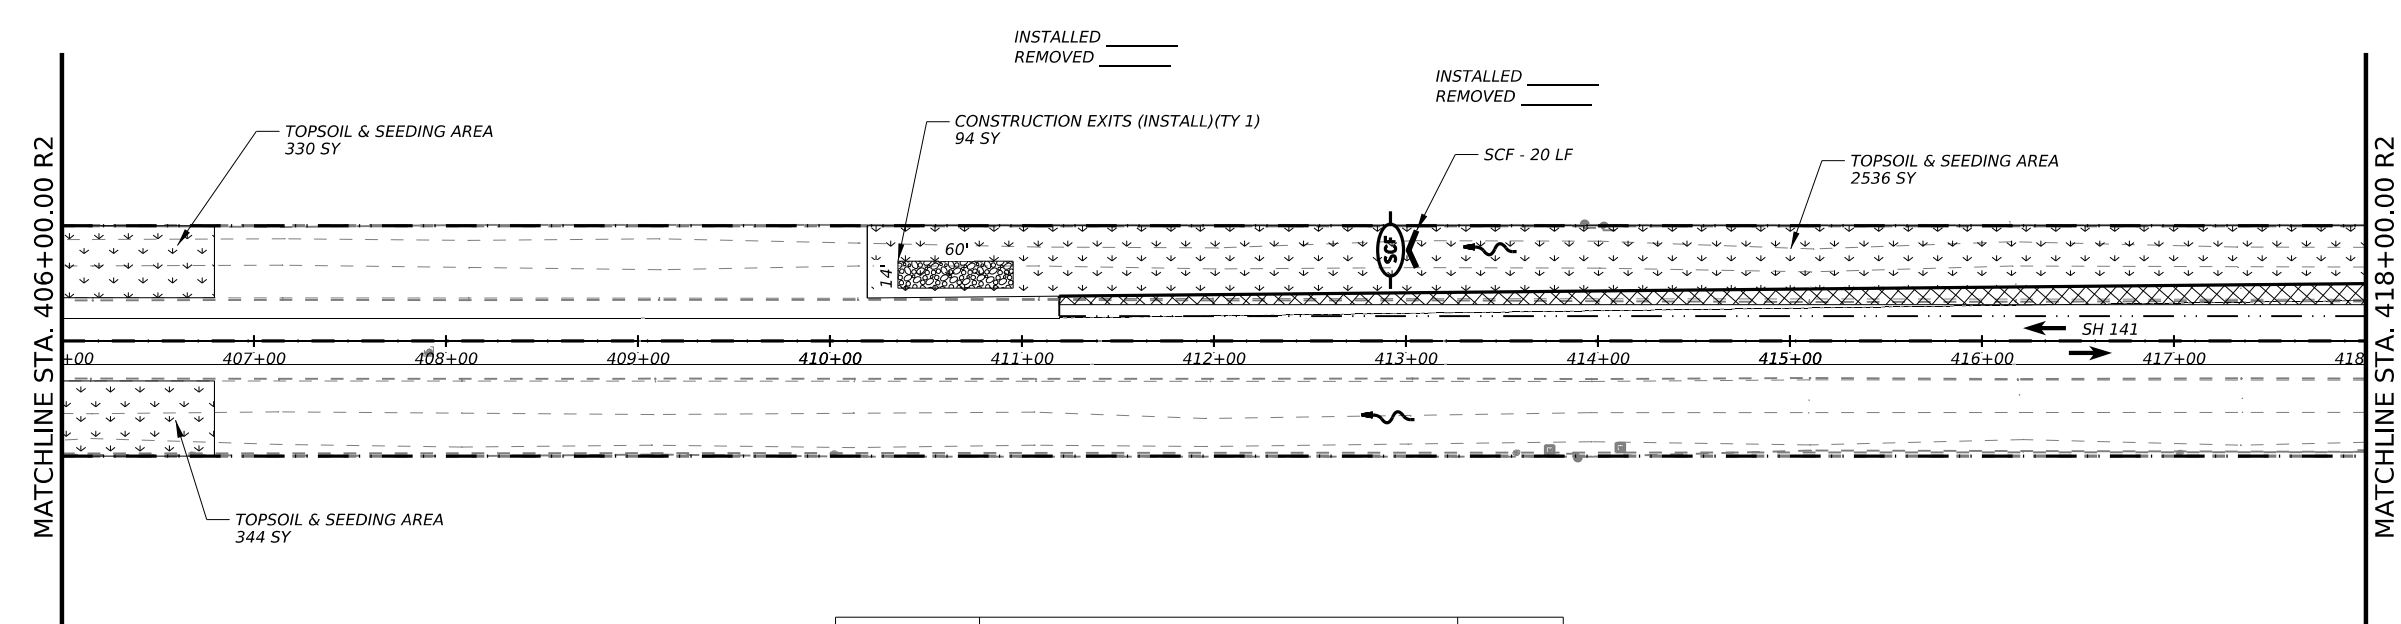 INSTALLED
REMOVED
INSTALLED
REMOVED
TOPSOIL & SEEDING AREA
330 SY
CONSTRUCTION EXITS (INSTALL)(TY 1)
94 SY
SCF - 20 LF
TOPSOIL & SEEDING AREA
2536 SY
MATCHLINE STA. 406+00.00 R2
MATCHLINE STA. 418+00.00 R2
60'
14'
SCF
SH 141
+00
407+00
408+00
409+00
410+00
411+00
412+00
413+00
414+00
415+00
416+00
417+00
418
TOPSOIL & SEEDING AREA
344 SY